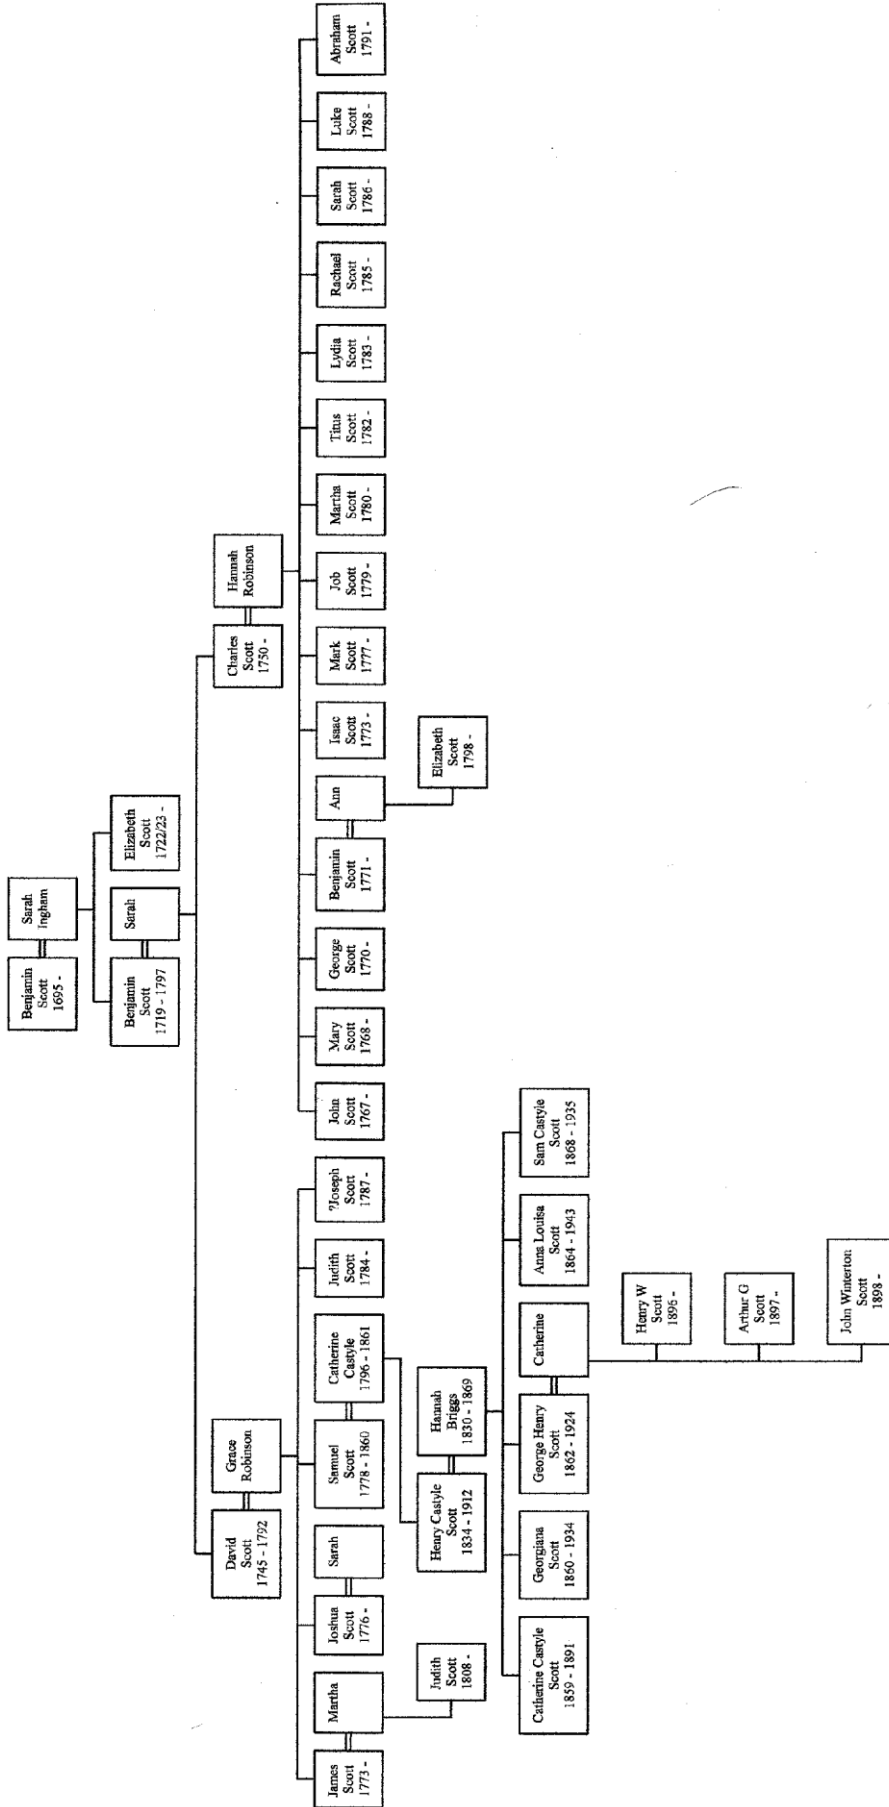 Benjamin
Scott
1695 -
Sarah
Ingham
Benjamin
Scott
1719 - 1797
Sarah
Elizabeth
Scott
1722/23 -
David
Scott
1745 - 1792
Grace
Robinson
Charles
Scott
1750 -
Hannah
Robinson
James
Scott
1773 -
Martha
Joshua
Scott
1776 -
Sarah
Samuel
Scott
1778 - 1860
Catherine
Castyle
1796 - 1861
Judith
Scott
1784 -
?Joseph
Scott
1787 -
John
Scott
1767 -
Mary
Scott
1768 -
George
Scott
1770 -
Benjamin
Scott
1771 -
Ann
Isaac
Scott
1773 -
Mark
Scott
1777 -
Job
Scott
1779 -
Martha
Scott
1780 -
Titus
Scott
1782 -
Lydia
Scott
1783 -
Rachael
Scott
1785 -
Sarah
Scott
1786 -
Luke
Scott
1788 -
Abraham
Scott
1791 -
Judith
Scott
1808 -
Henry Castyle
Scott
1834 - 1912
Hannah
Briggs
1830 - 1869
Elizabeth
Scott
1798 -
Catherine Castyle
Scott
1859 - 1891
Georgiana
Scott
1860 - 1934
George Henry
Scott
1862 - 1924
Catherine
Anna Louisa
Scott
1864 - 1943
Sam Castyle
Scott
1868 - 1935
Henry W
Scott
1896 -
Arthur G
Scott
1897 -
John Winterton
Scott
1898 -